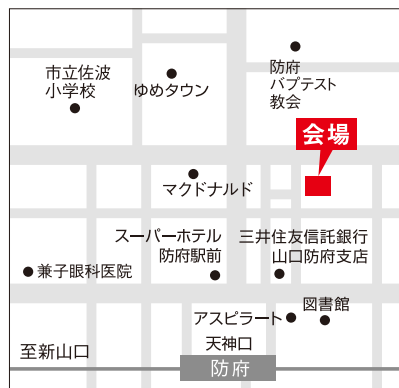 市立佐波
小学校
ゆめタウン
防府
バプテスト
教会
会場
マクドナルド
スーパーホテル
防府駅前
三井住友信託銀行
山口防府支店
兼子眼科医院
図書館
アスピラート
天神口
至新山口
防府